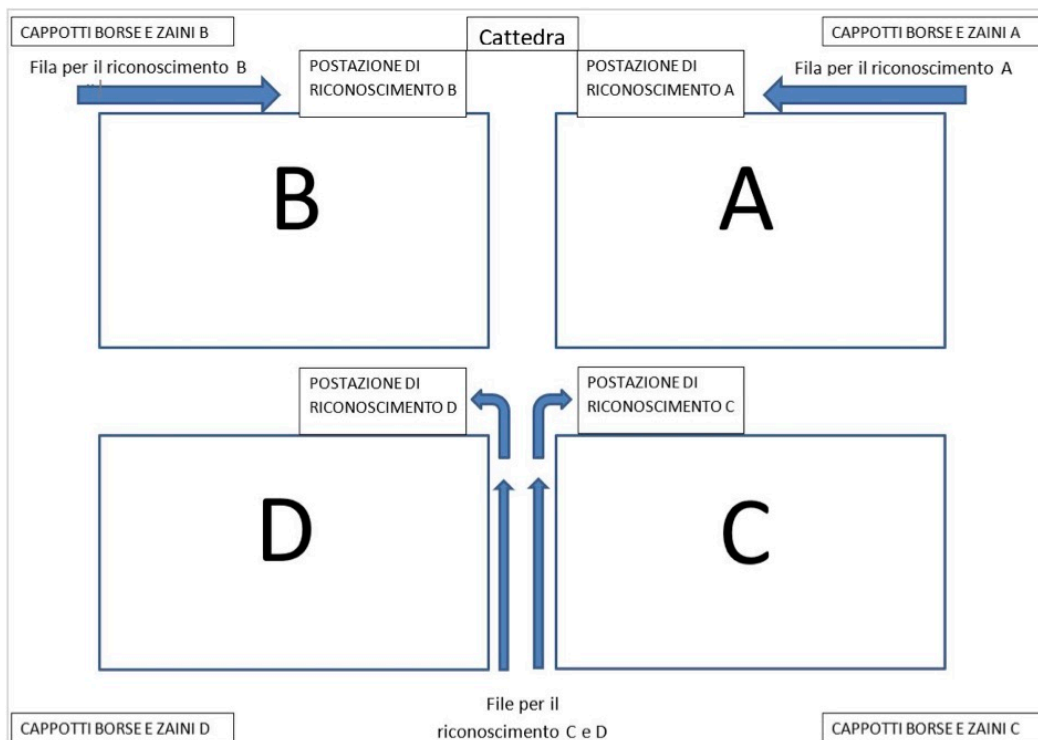 CAPPOTTI BORSE E ZAINI B
Cattedra
CAPPOTTI BORSE E ZAINI A
Fila per il riconoscimento B
POSTAZIONE DI
RICONOSCIMENTO B
POSTAZIONE DI
RICONOSCIMENTO A
Fila per il riconoscimento A
B
A
POSTAZIONE DI
RICONOSCIMENTO D
POSTAZIONE DI
RICONOSCIMENTO C
D
C
File per il
riconoscimento C e D
CAPPOTTI BORSE E ZAINI D
CAPPOTTI BORSE E ZAINI C